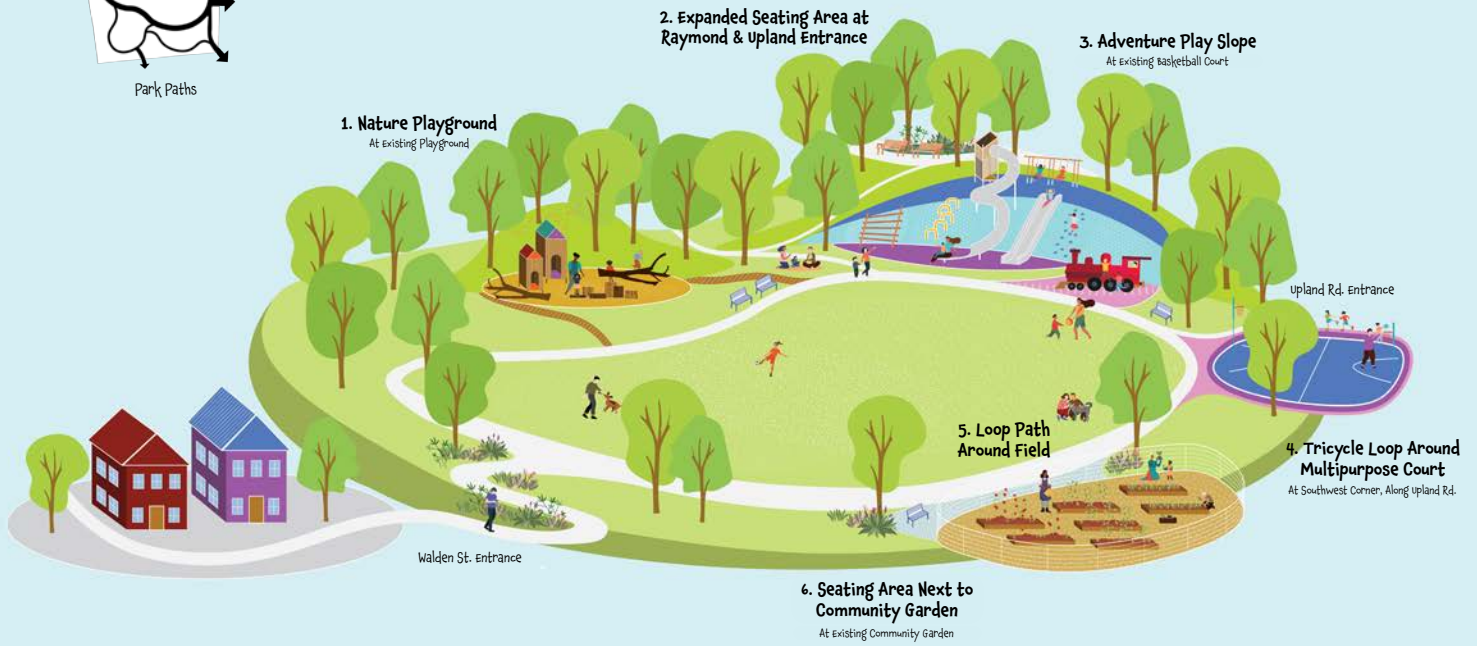 Park Paths
1. Nature Playground
At Existing Playground
2. Expanded Seating Area at
Raymond & Upland Entrance
3. Adventure Play Slope
At Existing Basketball Court
Upland Rd. Entrance
4. Tricycle Loop Around
Multipurpose Court
At Southwest Corner, Along Upland Rd.
5. Loop Path
Around Field
Walden St. Entrance
6. Seating Area Next to
Community Garden
At Existing Community Garden